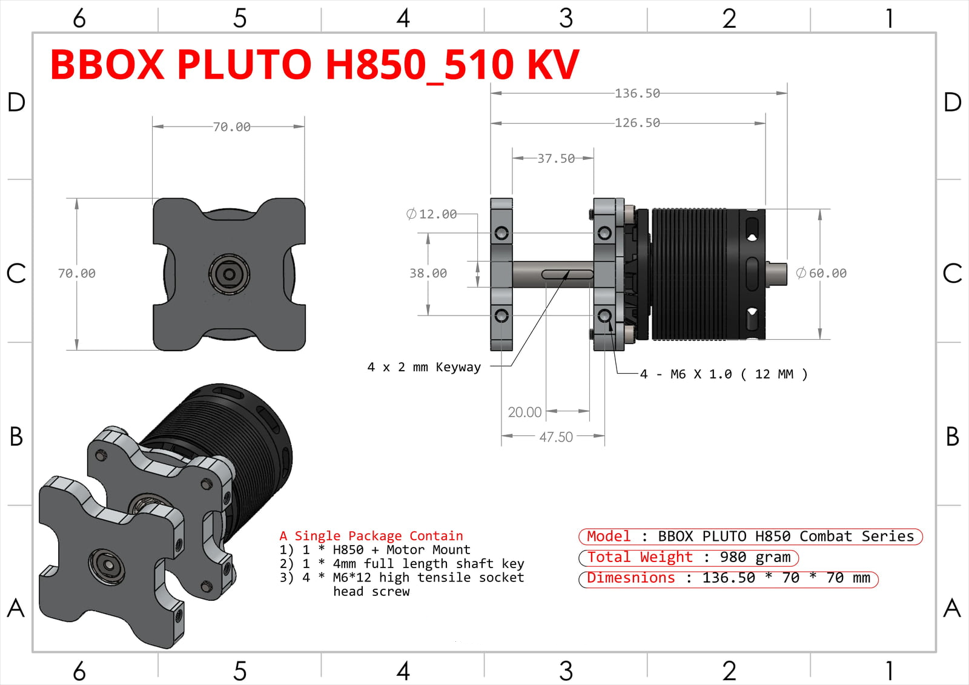 6 5 4 3 2 1
BBOX PLUTO H850_510 KV
D D
136.50
126.50
70.00
37.50
∅12.00
70.00
38.00
∅60.00
C C
4 x 2 mm Keyway
4 - M6 X 1.0 ( 12 MM )
20.00
47.50
B B
A Single Package Contain
1) 1 * H850 + Motor Mount
2) 1 * 4mm full length shaft key
3) 4 * M6*12 high tensile socket
head screw
Model : BBOX PLUTO H850 Combat Series
Total Weight : 980 gram
Dimesnions : 136.50 * 70 * 70 mm
A A
6 5 4 3 2 1